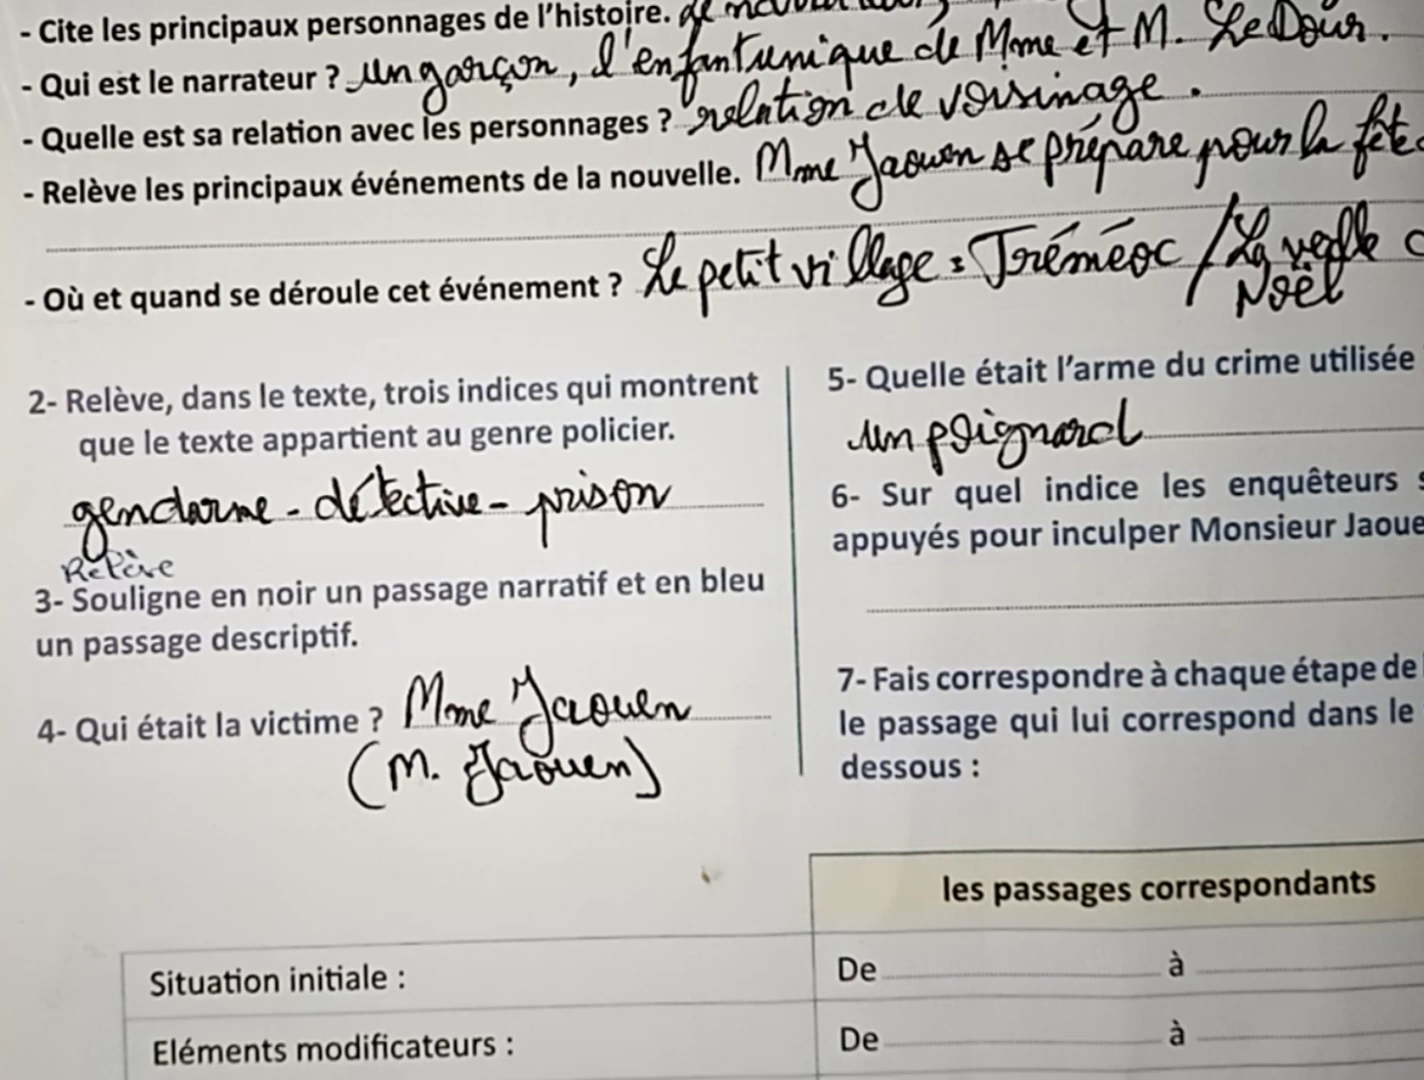 - Cite les principaux personnages de l'histoire.
- Qui est le narrateur ? Un garçon, l'enfant unique de Mme et M. Le Dour.
- Quelle est sa relation avec les personnages ? relation de voisinage.
- Relève les principaux événements de la nouvelle. Mme Jaouen se prépare pour la fête
- Où et quand se déroule cet événement ? Le petit village : Tréméoc / La veille
Noël
2- Relève, dans le texte, trois indices qui montrent
que le texte appartient au genre policier.
gendarme - détective - prison
Relève
3- Souligne en noir un passage narratif et en bleu
un passage descriptif.
4- Qui était la victime ? Mme Jaouen
(M. Jaouen)
5- Quelle était l'arme du crime utilisée
un poignard
6- Sur quel indice les enquêteurs s
appuyés pour inculper Monsieur Jaoue
7- Fais correspondre à chaque étape de
le passage qui lui correspond dans le
dessous :
les passages correspondants
Situation initiale : De à
Eléments modificateurs : De à